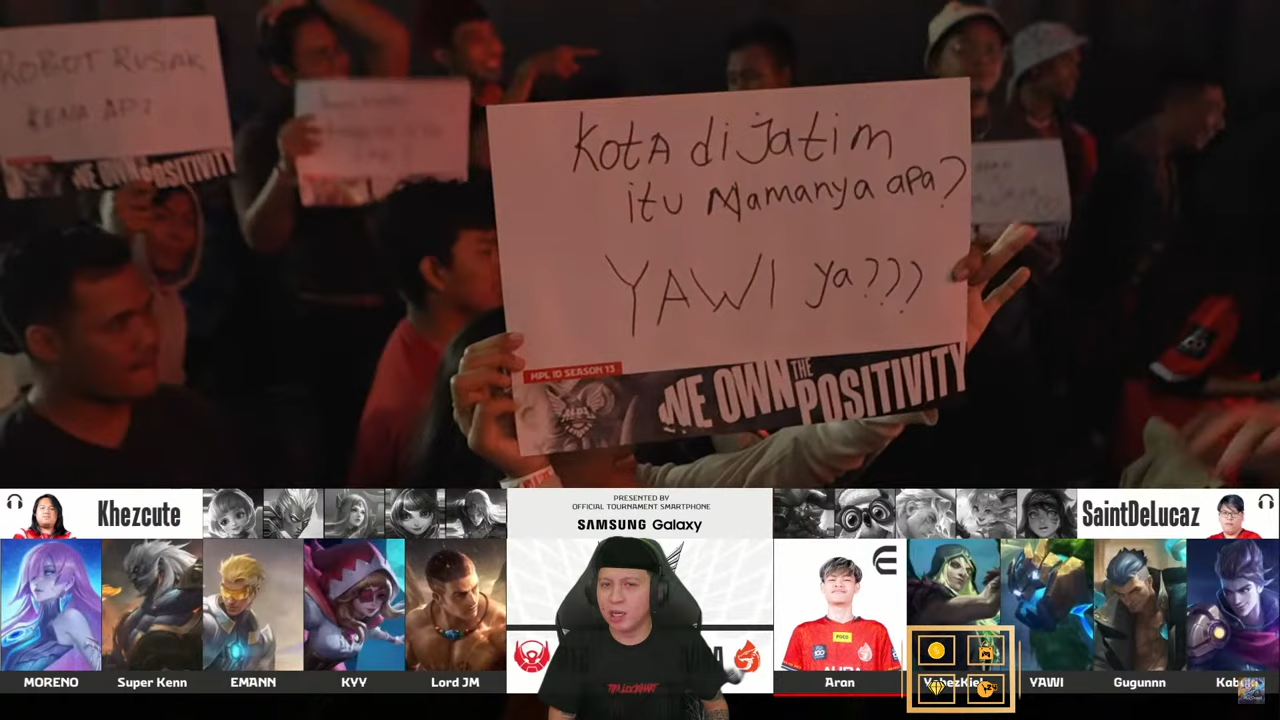 ROBOT RUSAK
KENA API
WE OWN THE POSITIVITY
KOTA di Jatim
itu Namanya apa?
YAWI ya???
MPL ID SEASON 13
WE OWN THE POSITIVITY
Khezcute
PRESENTED BY
OFFICIAL TOURNAMENT SMARTPHONE
SAMSUNG Galaxy
SaintDeLucaz
POCO
AURA
MORENO
Super Kenn
EMANN
KYY
Lord JM
Aran
YAWI
Gugunnn